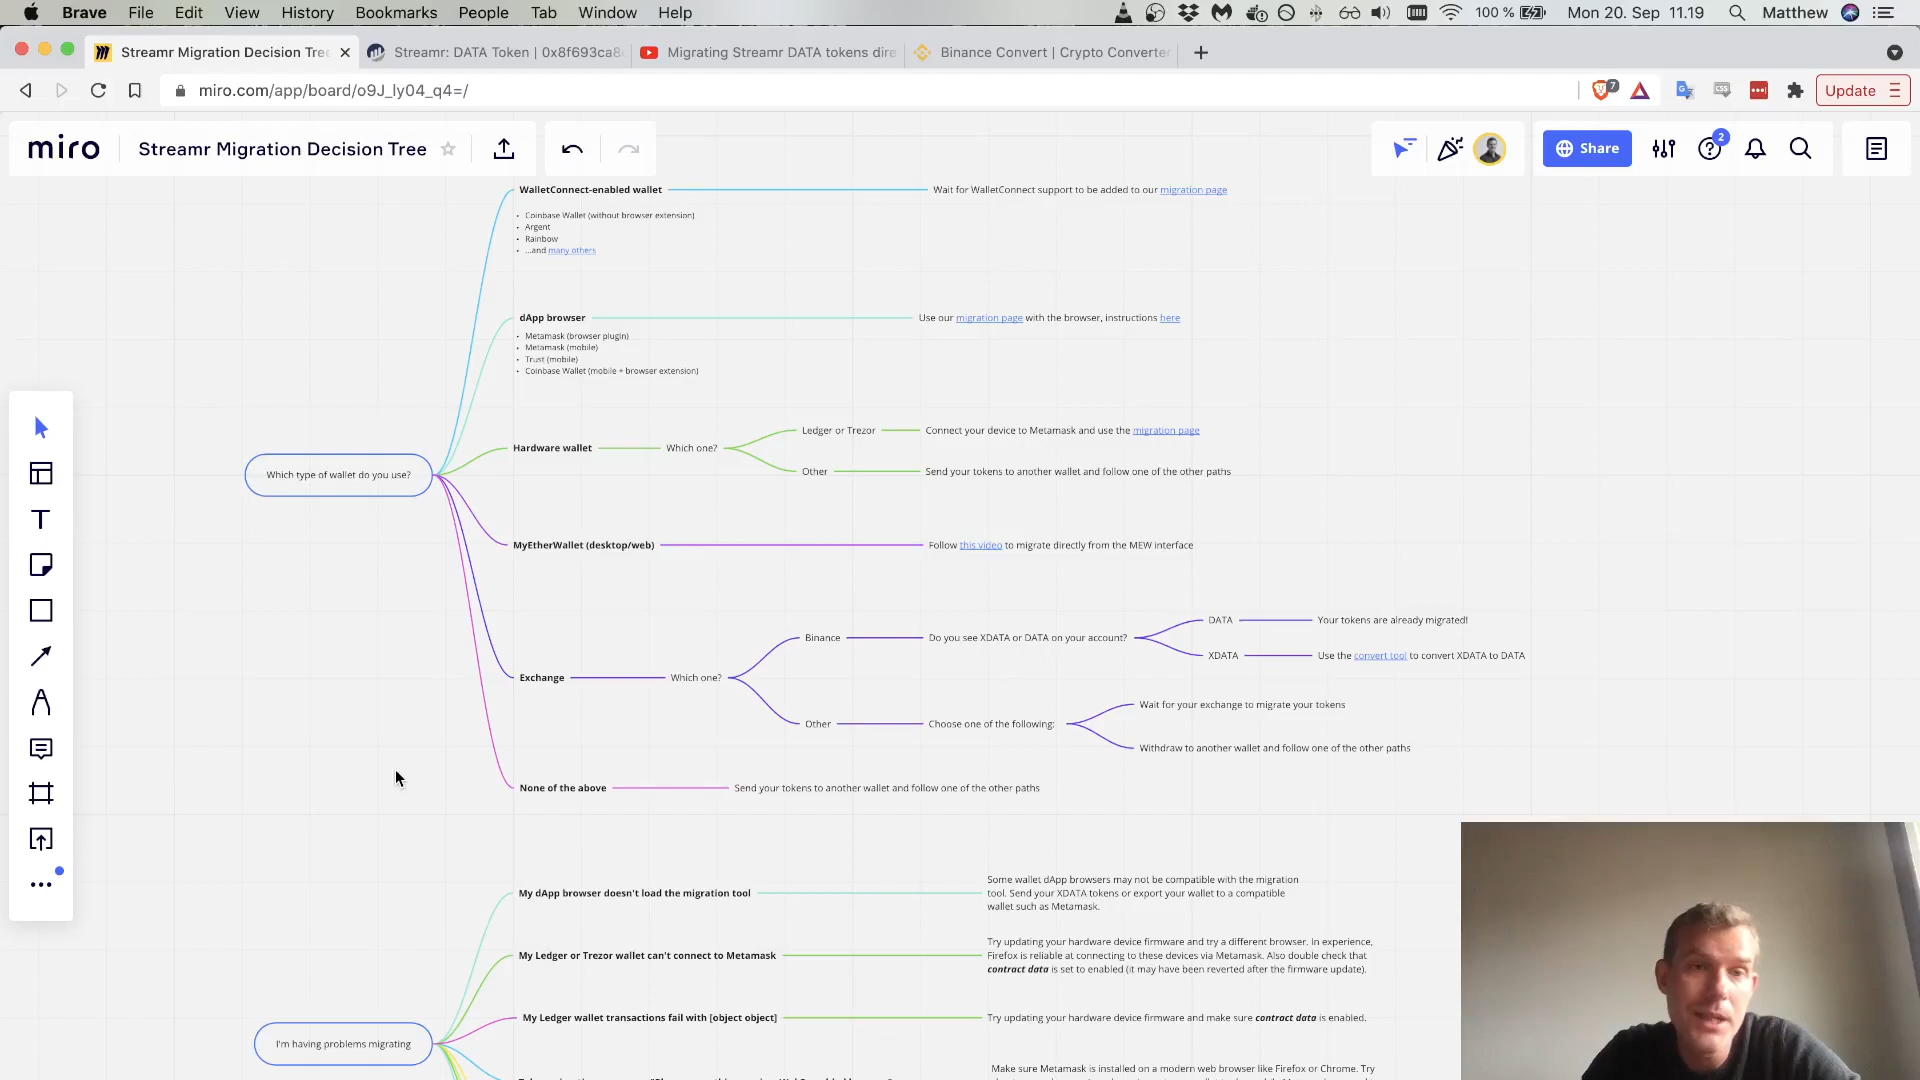 Brave File Edit View History Bookmarks People Tab Window Help 100 % Mon 20. Sep 11.19 Matthew
Streamr Migration Decision Tree
Streamr: DATA Token | 0x8f693ca8
Migrating Streamr DATA tokens dire
Binance Convert | Crypto Converter
miro.com/app/board/o9J_ly04_q4=/
7
Update
miro
Streamr Migration Decision Tree
Share
2
WalletConnect-enabled wallet
Wait for WalletConnect support to be added to our migration page
• Coinbase Wallet (without browser extension)
• Argent
• Rainbow
• ...and many others
dApp browser
Use our migration page with the browser, instructions here
• Metamask (browser plugin)
• Metamask (mobile)
• Trust (mobile)
• Coinbase Wallet (mobile + browser extension)
Which type of wallet do you use?
Hardware wallet
Which one?
Ledger or Trezor
Connect your device to Metamask and use the migration page
Other
Send your tokens to another wallet and follow one of the other paths
MyEtherWallet (desktop/web)
Follow this video to migrate directly from the MEW interface
Exchange
Which one?
Binance
Do you see XDATA or DATA on your account?
DATA
Your tokens are already migrated!
XDATA
Use the convert tool to convert XDATA to DATA
Other
Choose one of the following:
Wait for your exchange to migrate your tokens
Withdraw to another wallet and follow one of the other paths
None of the above
Send your tokens to another wallet and follow one of the other paths
I'm having problems migrating
My dApp browser doesn't load the migration tool
Some wallet dApp browsers may not be compatible with the migration
tool. Send your XDATA tokens or export your wallet to a compatible
wallet such as Metamask.
My Ledger or Trezor wallet can't connect to Metamask
Try updating your hardware device firmware and try a different browser. In experience,
Firefox is reliable at connecting to these devices via Metamask. Also double check that
contract data is set to enabled (it may have been reverted after the firmware update).
My Ledger wallet transactions fail with [object object]
Try updating your hardware device firmware and make sure contract data is enabled.
Make sure Metamask is installed on a modern web browser like Firefox or Chrome. Try